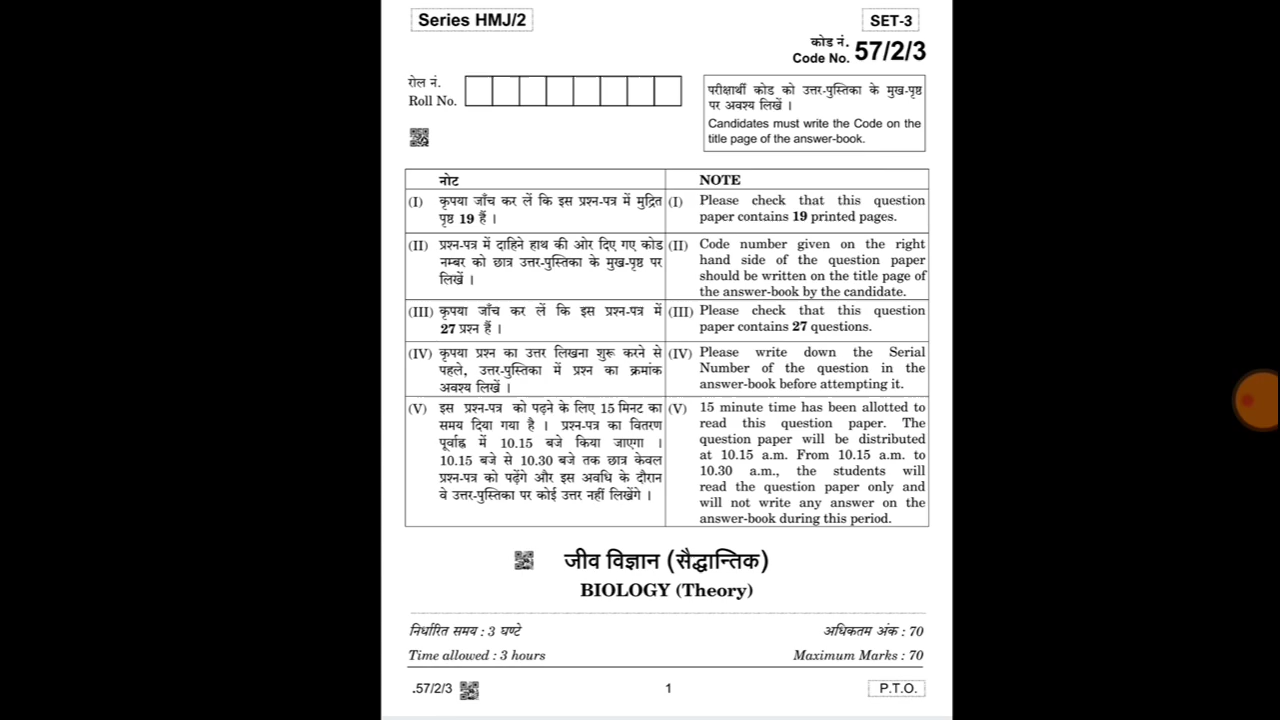 Series HMJ/2
SET-3
कोड नं.
Code No. 57/2/3
रोल नं.
Roll No.
परीक्षार्थी कोड को उत्तर-पुस्तिका के मुख-पृष्ठ
पर अवश्य लिखें ।
Candidates must write the Code on the
title page of the answer-book.
नोट
(I) कृपया जाँच कर लें कि इस प्रश्न-पत्र में मुद्रित
पृष्ठ 19 हैं ।
(II) प्रश्न-पत्र में दाहिने हाथ की ओर दिए गए कोड
नम्बर को छात्र उत्तर-पुस्तिका के मुख-पृष्ठ पर
लिखें ।
(III) कृपया जाँच कर लें कि इस प्रश्न-पत्र में
27 प्रश्न हैं ।
(IV) कृपया प्रश्न का उत्तर लिखना शुरू करने से
पहले, उत्तर-पुस्तिका में प्रश्न का क्रमांक
अवश्य लिखें ।
(V) इस प्रश्न-पत्र को पढ़ने के लिए 15 मिनट का
समय दिया गया है । प्रश्न-पत्र का वितरण
पूर्वाह्न में 10.15 बजे किया जाएगा ।
10.15 बजे से 10.30 बजे तक छात्र केवल
प्रश्न-पत्र को पढ़ेंगे और इस अवधि के दौरान
वे उत्तर-पुस्तिका पर कोई उत्तर नहीं लिखेंगे ।
NOTE
(I) Please check that this question
paper contains 19 printed pages.
(II) Code number given on the right
hand side of the question paper
should be written on the title page of
the answer-book by the candidate.
(III) Please check that this question
paper contains 27 questions.
(IV) Please write down the Serial
Number of the question in the
answer-book before attempting it.
(V) 15 minute time has been allotted to
read this question paper. The
question paper will be distributed
at 10.15 a.m. From 10.15 a.m. to
10.30 a.m., the students will
read the question paper only and
will not write any answer on the
answer-book during this period.
जीव विज्ञान (सैद्धान्तिक)
BIOLOGY (Theory)
निर्धारित समय : 3 घण्टे
अधिकतम अंक : 70
Time allowed : 3 hours
Maximum Marks : 70
.57/2/3
1
P.T.O.